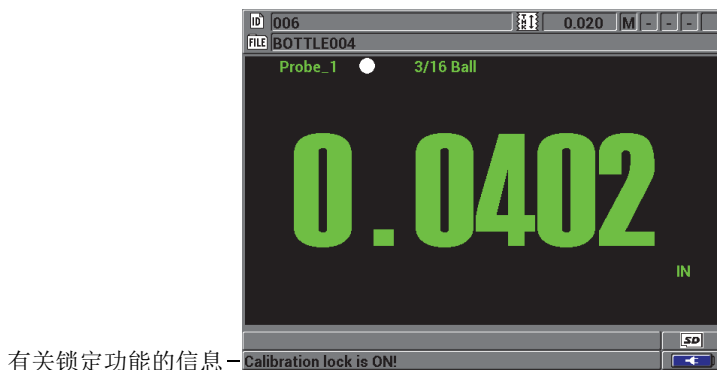 ID 006 0.020 M - - -
FILE BOTTLE004
Probe_1 3/16 Ball
0.0402
IN
SD
有关锁定功能的信息
Calibration lock is ON!